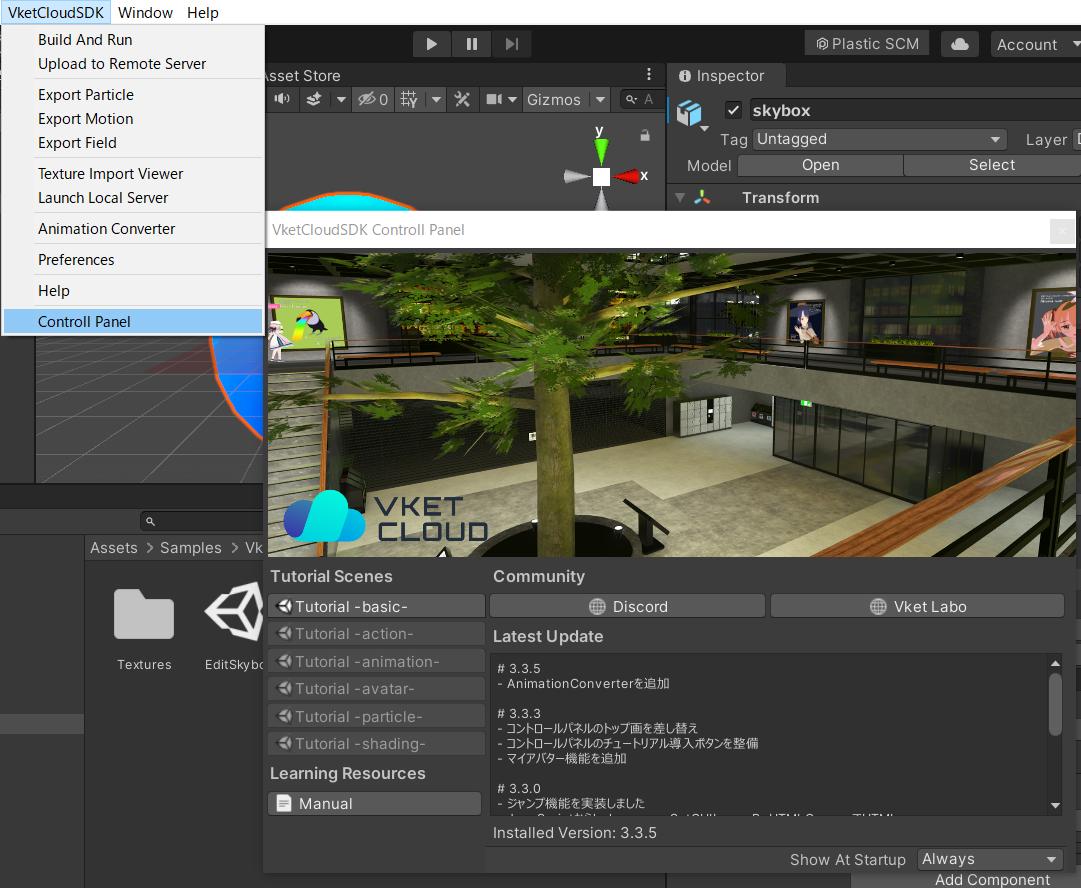 VketCloudSDK Window Help
Build And Run
Upload to Remote Server
Export Particle
Export Motion
Export Field
Texture Import Viewer
Launch Local Server
Animation Converter
Preferences
Help
Controll Panel
Plastic SCM
Account
Asset Store
0
Gizmos
A
y
x
Inspector
skybox
Tag Untagged Layer
Model Open Select
Transform
VketCloudSDK Controll Panel
VKET
CLOUD
Assets > Samples > Vk
Textures
EditSkybo
Tutorial Scenes
Tutorial -basic-
Tutorial -action-
Tutorial -animation-
Tutorial -avatar-
Tutorial -particle-
Tutorial -shading-
Learning Resources
Manual
Community
Discord Vket Labo
Latest Update
# 3.3.5
- AnimationConverterを追加
# 3.3.3
- コントロールパネルのトップ画を差し替え
- コントロールパネルのチュートリアル導入ボタンを整備
- マイアバター機能を追加
# 3.3.0
- ジャンプ機能を実装しました
Installed Version: 3.3.5
Show At Startup Always
Add Component